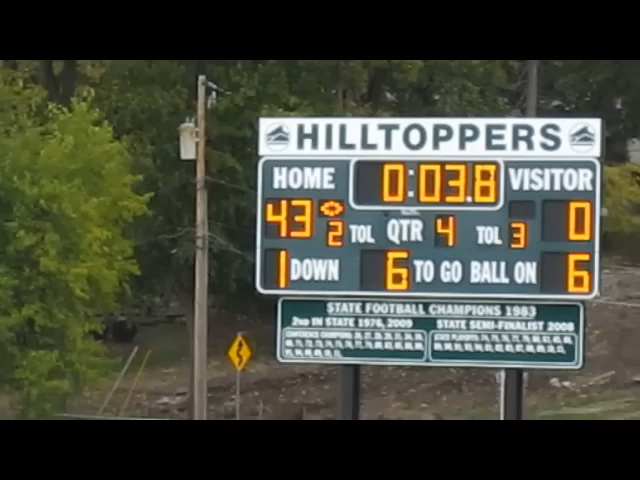 HILLTOPPERS
HOME 0:03.8 VISITOR
43 2 TOL QTR 4 TOL 3 0
1 DOWN 6 TO GO BALL ON 6
STATE FOOTBALL CHAMPIONS 1983
2ND IN STATE 1976, 2009 STATE SEMI-FINALIST 2008